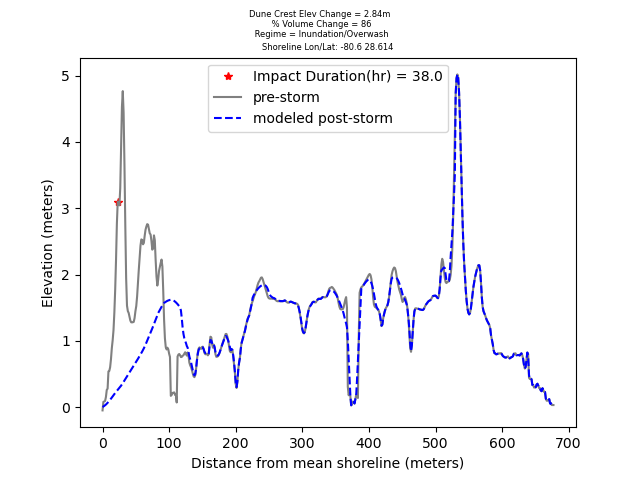 Dune Crest Elev Change = 2.84m
% Volume Change = 86
Regime = Inundation/Overwash
Shoreline Lon/Lat: -80.6 28.614
Impact Duration(hr) = 38.0
pre-storm
modeled post-storm
Elevation (meters)
5
4
3
2
1
0
0 100 200 300 400 500 600 700
Distance from mean shoreline (meters)